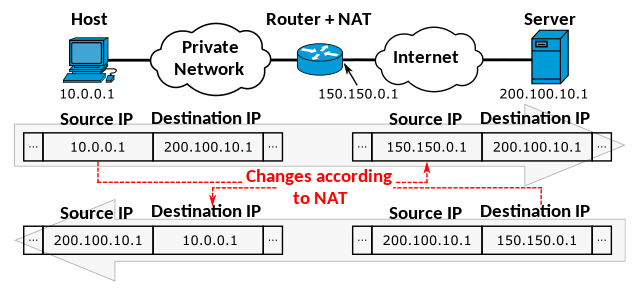 Host
Router + NAT
Server
Private
Network
Internet
10.0.0.1
150.150.0.1
200.100.10.1
Source IP Destination IP Source IP Destination IP
... 10.0.0.1 200.100.10.1 ... ... 150.150.0.1 200.100.10.1 ...
Changes according
to NAT
Source IP Destination IP Source IP Destination IP
... 200.100.10.1 10.0.0.1 ... ... 200.100.10.1 150.150.0.1 ...